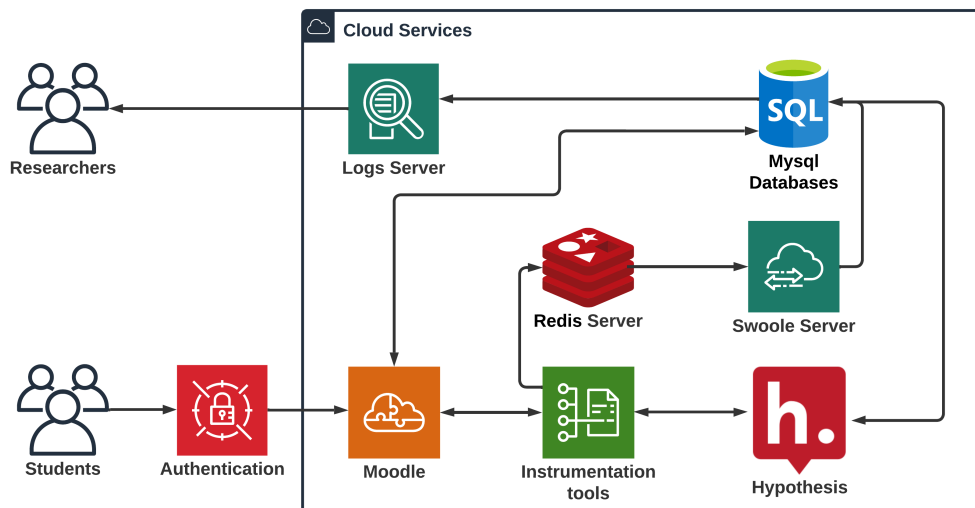 Cloud Services
SQL
Researchers
Logs Server
Mysql
Databases
Redis Server
Swoole Server
h.
Students
Authentication
Moodle
Instrumentation
tools
Hypothesis